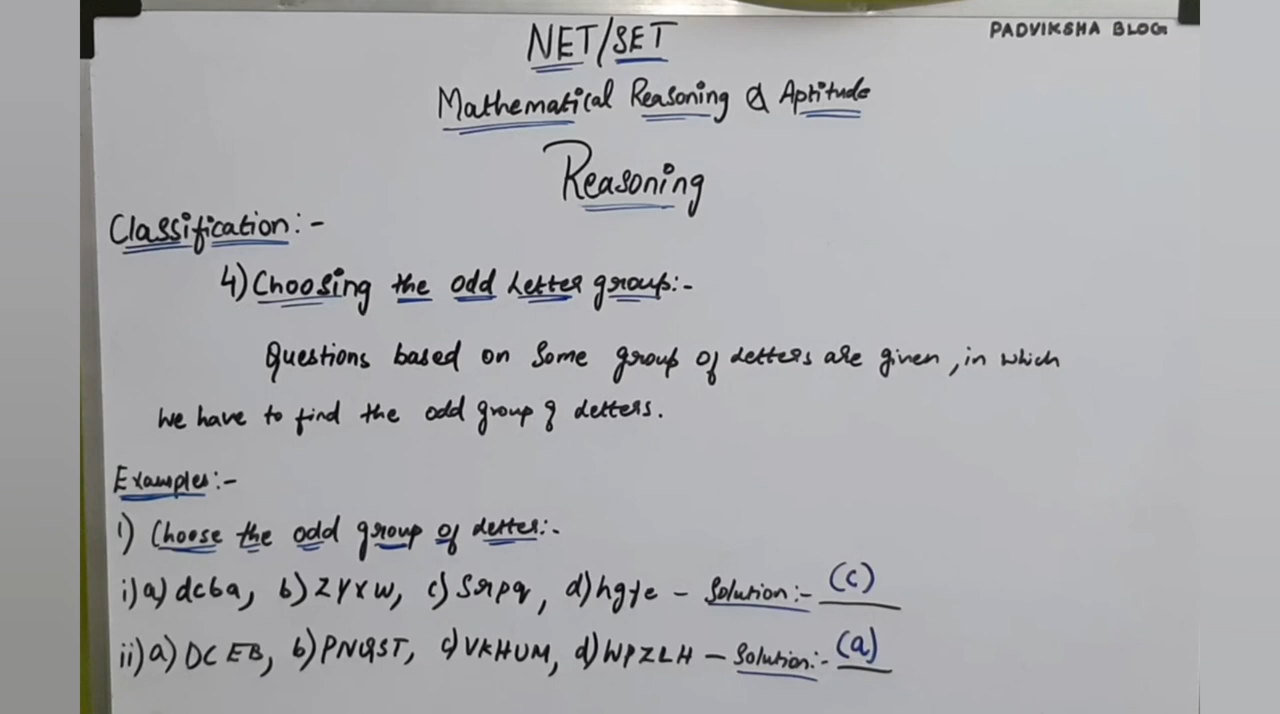 PADVIKSHA BLOG
NET/SET
Mathematical Reasoning & Aptitude
Reasoning
Classification:-
4) Choosing the odd Letter group:-
Questions based on Some group of Letters are given, in which
we have to find the odd group of Letters.
Examples:-
1) Choose the odd group of Letter:-
i) a) dcba, b) ZYXW, c) Srpq, d) hgfe - Solution:- (c)
ii) a) DCEB, b) PNQST, c) VKHUM, d) WPZLH - Solution:- (a)